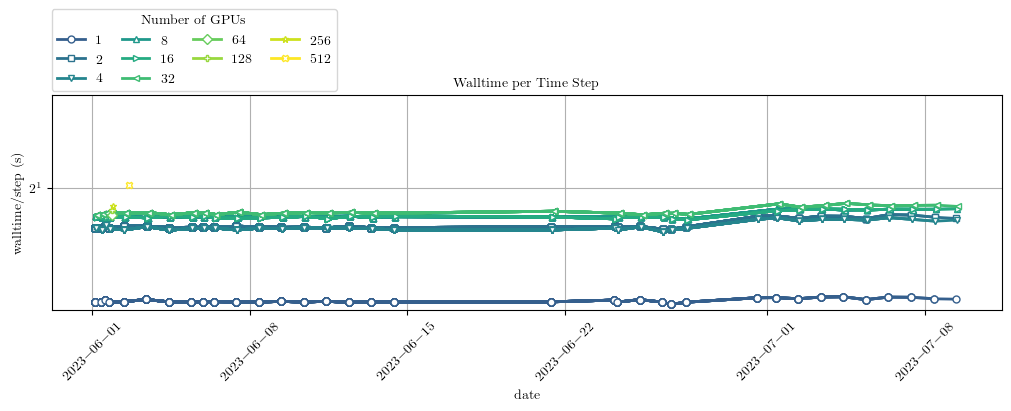 Number of GPUs
1 8 64 256
2 16 128 512
4 32
Walltime per Time Step
walltime/step (s)
2^1
2023−06−01 2023−06−08 2023−06−15 2023−06−22 2023−07−01 2023−07−08
date